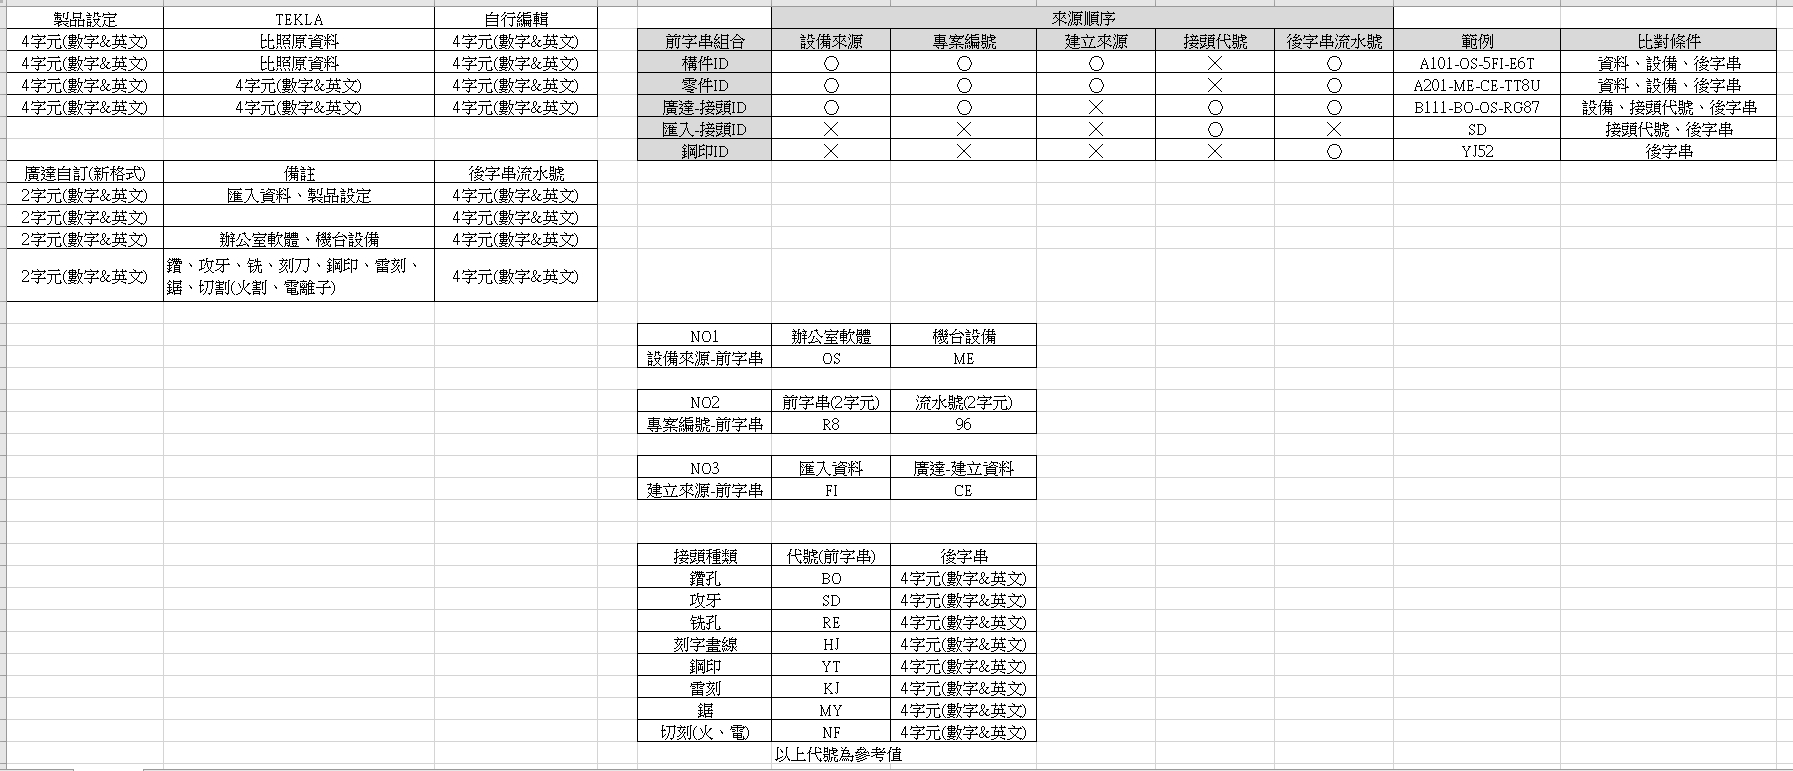 製品設定 TEKLA 自行編輯
4字元(數字&英文) 比照原資料 4字元(數字&英文)
4字元(數字&英文) 比照原資料 4字元(數字&英文)
4字元(數字&英文) 4字元(數字&英文) 4字元(數字&英文)
4字元(數字&英文) 4字元(數字&英文) 4字元(數字&英文)
廣達自訂(新格式) 備註 後字串流水號
2字元(數字&英文) 匯入資料、製品設定 4字元(數字&英文)
2字元(數字&英文) 4字元(數字&英文)
2字元(數字&英文) 辦公室軟體、機台設備 4字元(數字&英文)
2字元(數字&英文) 鑽、攻牙、铣、刻刀、鋼印、雷刻、 4字元(數字&英文)
鋸、切割(火割、電離子)
來源順序
前字串組合 設備來源 專案編號 建立來源 接頭代號 後字串流水號 範例 比對條件
構件ID ○ ○ ○ × ○ A101-OS-5FI-E6T 資料、設備、後字串
零件ID ○ ○ ○ × ○ A201-ME-CE-TT8U 資料、設備、後字串
廣達-接頭ID ○ ○ × ○ ○ B111-BO-OS-RG87 設備、接頭代號、後字串
匯入-接頭ID × × × ○ × SD 接頭代號、後字串
鋼印ID × × × × ○ YJ52 後字串
NO1 辦公室軟體 機台設備
設備來源-前字串 OS ME
NO2 前字串(2字元) 流水號(2字元)
專案編號-前字串 R8 96
NO3 匯入資料 廣達-建立資料
建立來源-前字串 FI CE
接頭種類 代號(前字串) 後字串
鑽孔 BO 4字元(數字&英文)
攻牙 SD 4字元(數字&英文)
铣孔 RE 4字元(數字&英文)
刻字畫線 HJ 4字元(數字&英文)
鋼印 YT 4字元(數字&英文)
雷刻 KJ 4字元(數字&英文)
鋸 MY 4字元(數字&英文)
切刻(火、電) NF 4字元(數字&英文)
以上代號為參考值